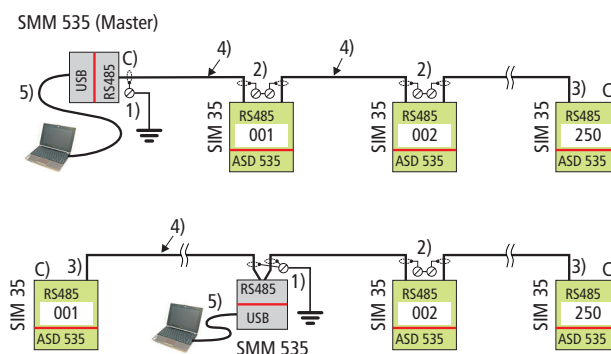 SMM 535 (Master)
USB
RS485
C)
1)
5)
4)
2)
4)
2)
3)
C
SIM 35
RS485
001
ASD 535
SIM 35
RS485
002
ASD 535
SIM 35
RS485
250
ASD 535
C)
3)
4)
1)
2)
3)
C
SIM 35
RS485
001
ASD 535
5)
RS485
USB
SMM 535
SIM 35
RS485
002
ASD 535
SIM 35
RS485
250
ASD 535